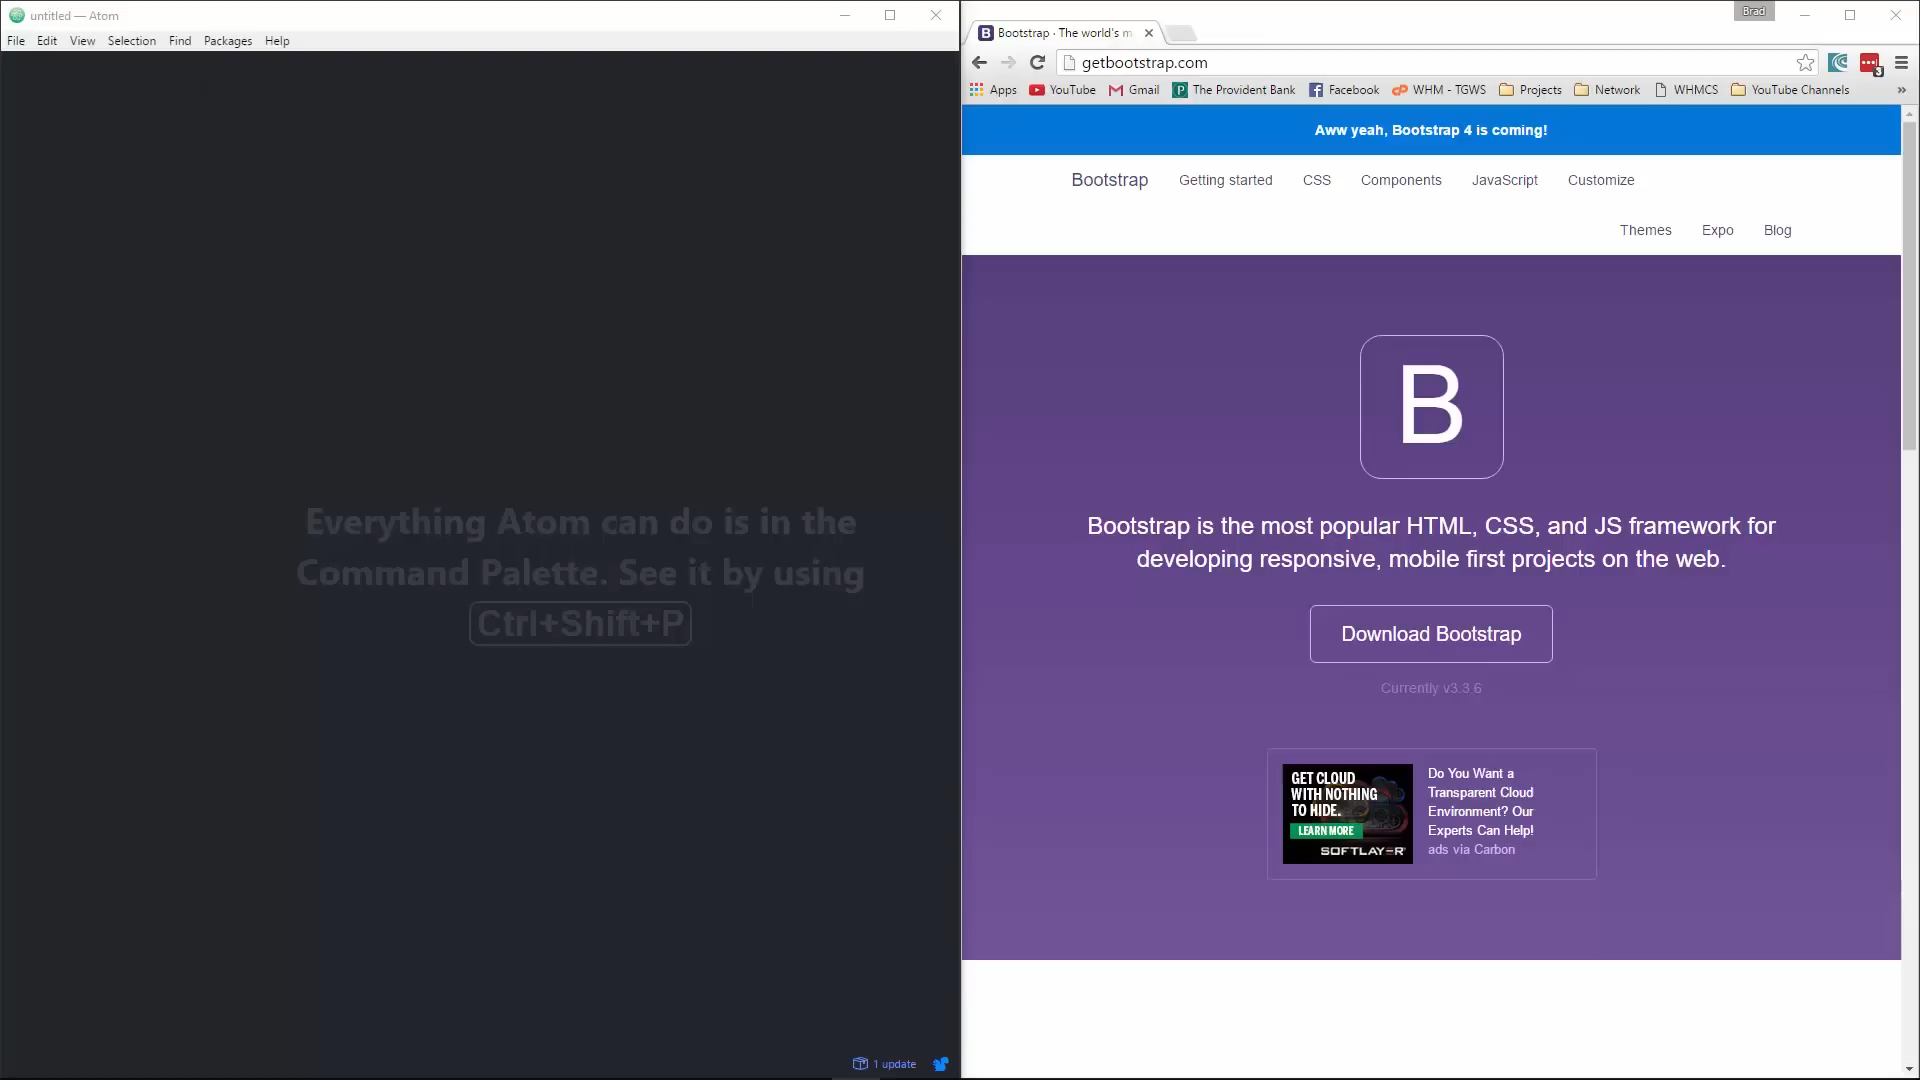 untitled — Atom
File Edit View Selection Find Packages Help
Everything Atom can do is in the
Command Palette. See it by using
Ctrl+Shift+P
1 update
Brad
B Bootstrap · The world's m
getbootstrap.com
3
Apps YouTube Gmail The Provident Bank Facebook WHM - TGWS Projects Network WHMCS YouTube Channels »
Aww yeah, Bootstrap 4 is coming!
Bootstrap Getting started CSS Components JavaScript Customize
Themes Expo Blog
B
Bootstrap is the most popular HTML, CSS, and JS framework for
developing responsive, mobile first projects on the web.
Download Bootstrap
Currently v3.3.6
GET CLOUD
WITH NOTHING
TO HIDE.
LEARN MORE
SOFTLAYER
Do You Want a
Transparent Cloud
Environment? Our
Experts Can Help!
ads via Carbon